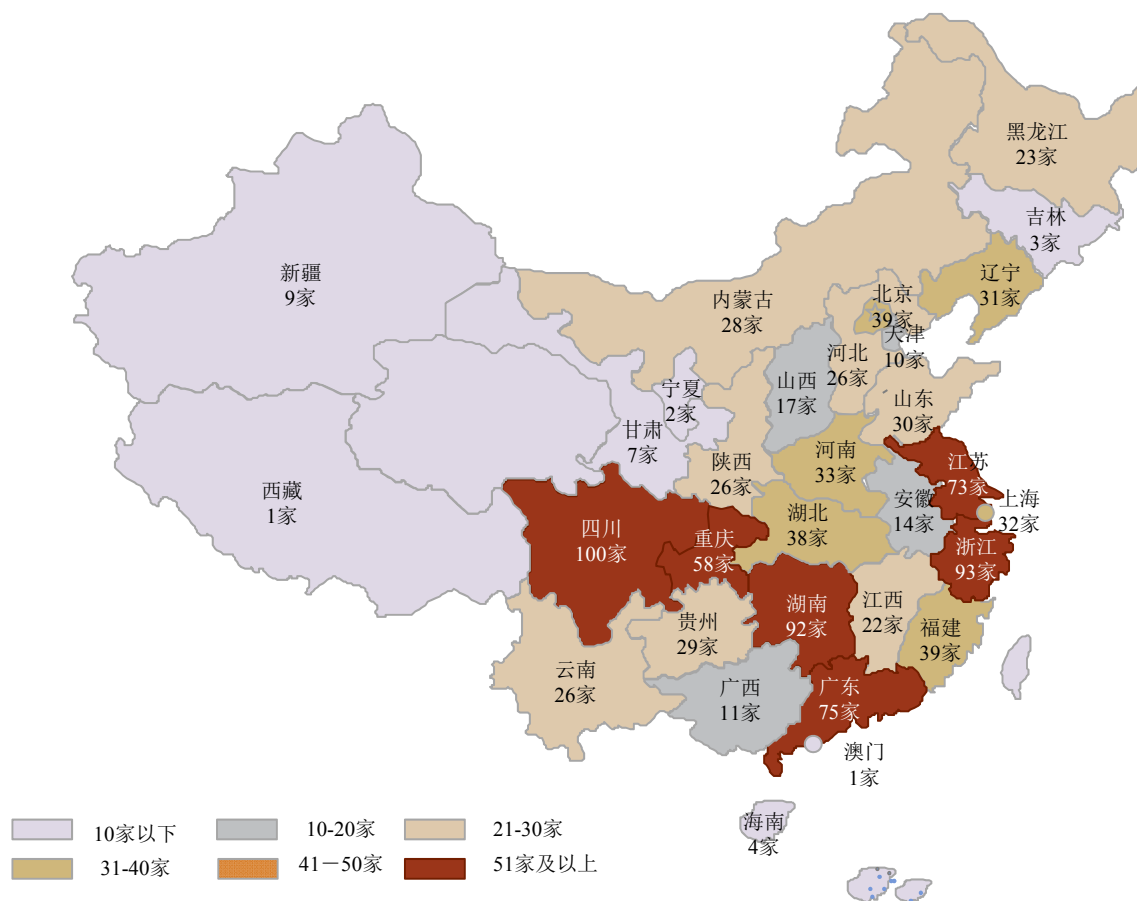 黑龙江
23家
吉林
3家
新疆
9家
辽宁
31家
内蒙古
28家
北京
39家
天津
10家
河北
26家
山西
17家
宁夏
2家
山东
30家
甘肃
7家
陕西
26家
河南
33家
江苏
73家
西藏
1家
安徽
14家
上海
32家
四川
100家
重庆
58家
湖北
38家
浙江
93家
湖南
92家
江西
22家
贵州
29家
福建
39家
云南
26家
广西
11家
广东
75家
澳门
1家
海南
4家
10家以下
10-20家
21-30家
31-40家
41－50家
51家及以上